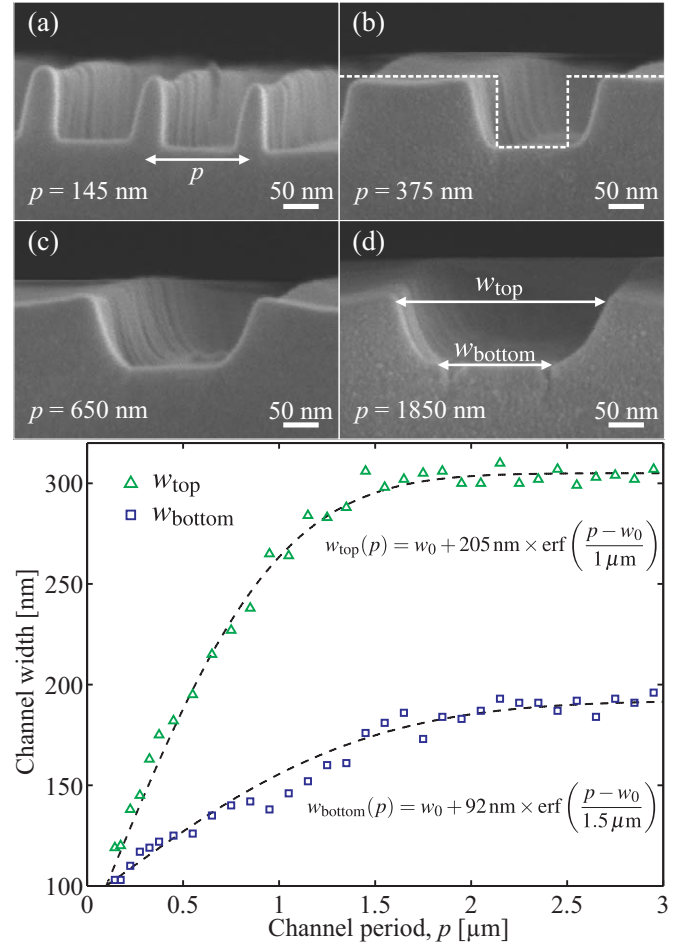 (a)
(b)
p
p = 145 nm
50 nm
p = 375 nm
50 nm
(c)
(d)
w_top
w_bottom
p = 650 nm
50 nm
p = 1850 nm
50 nm
300
250
200
150
100
Channel width [nm]
w_top
w_bottom
w_top(p) = w_0 + 205 nm × erf((p − w_0)/(1 μm))
w_bottom(p) = w_0 + 92 nm × erf((p − w_0)/(1.5 μm))
0 0.5 1 1.5 2 2.5 3
Channel period, p [μm]